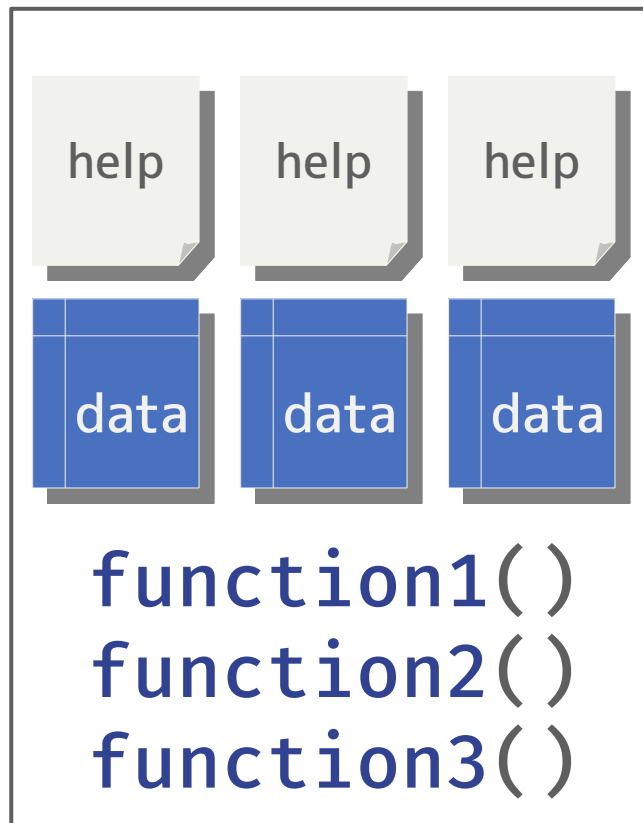 help help help
data data data
function1()
function2()
function3()